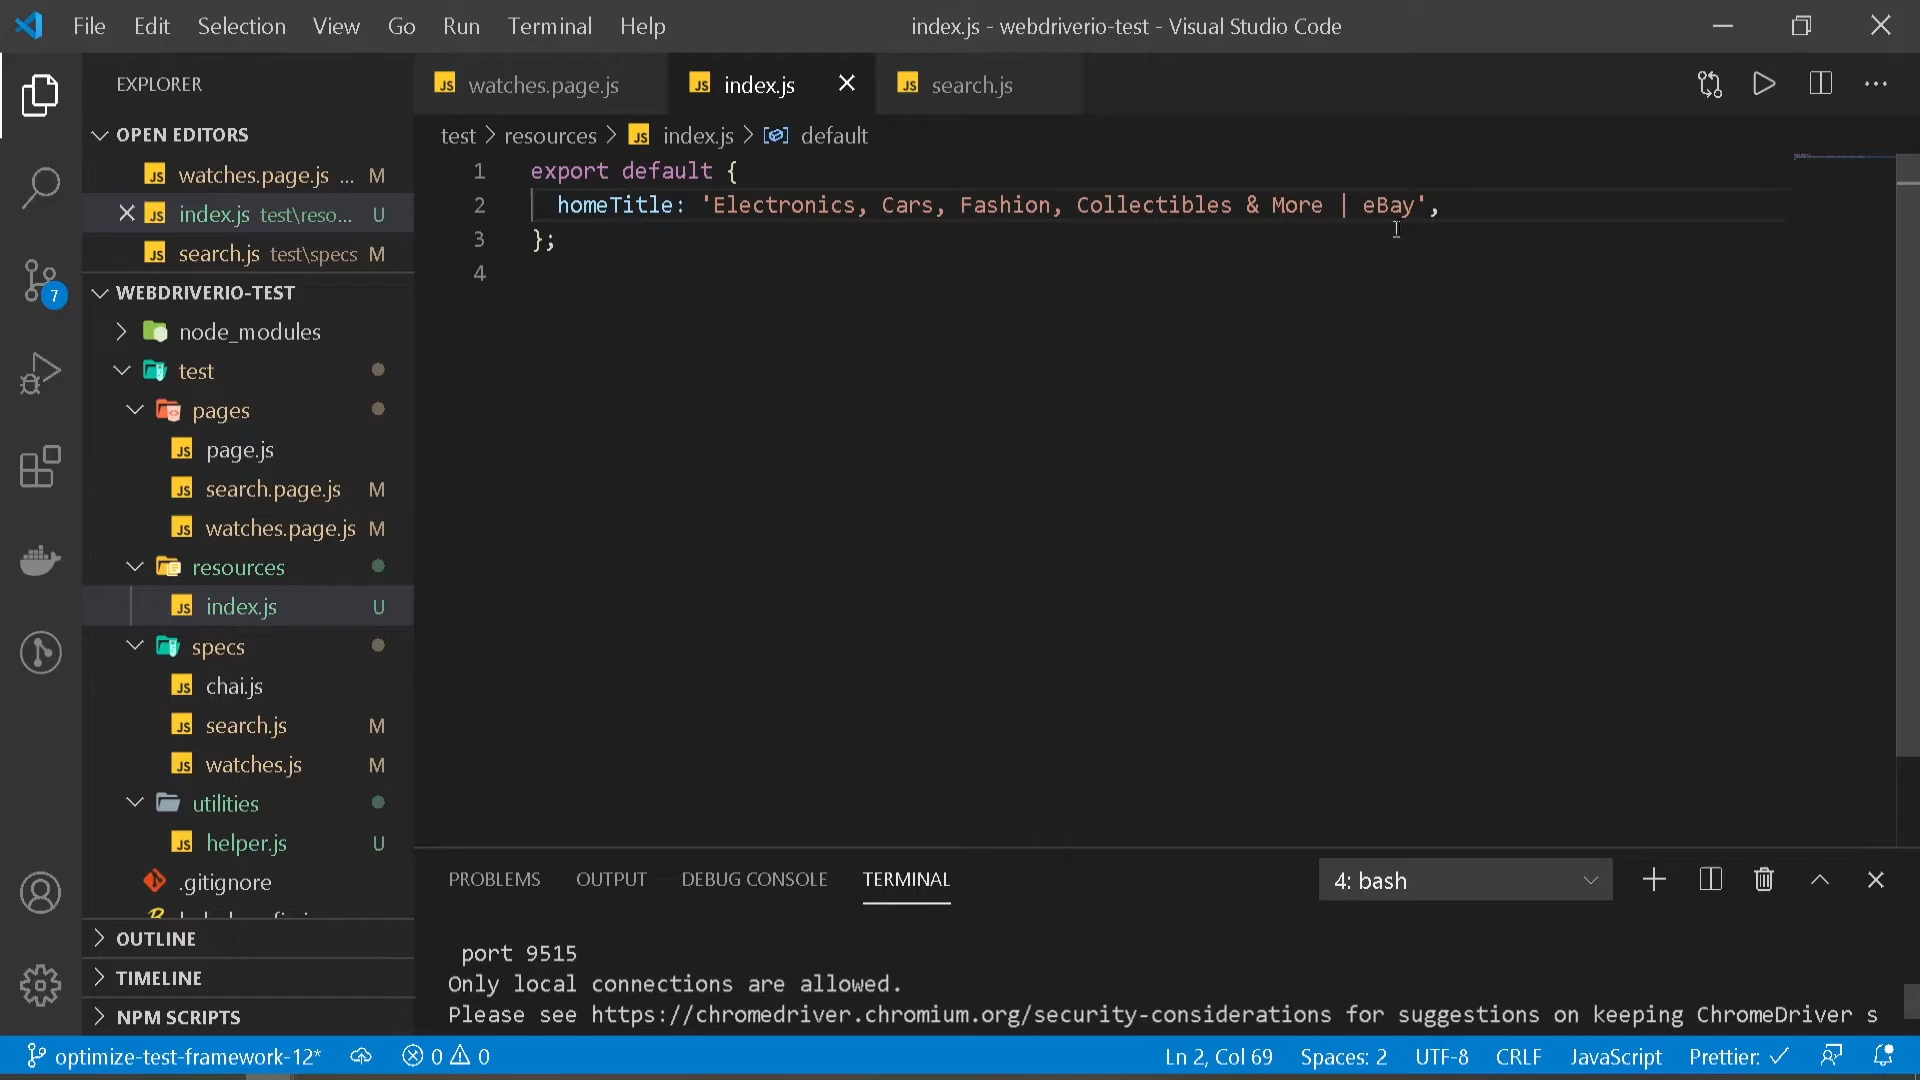 File Edit Selection View Go Run Terminal Help index.js - webdriverio-test - Visual Studio Code
EXPLORER
OPEN EDITORS
watches.page.js ... M
index.js test\reso... U
search.js test\specs M
WEBDRIVERIO-TEST
node_modules
test
pages
page.js
search.page.js M
watches.page.js M
resources
index.js U
specs
chai.js
search.js M
watches.js M
utilities
helper.js U
.gitignore
OUTLINE
TIMELINE
NPM SCRIPTS
watches.page.js index.js search.js
test > resources > index.js > default
1 export default {
2 homeTitle: 'Electronics, Cars, Fashion, Collectibles & More | eBay',
3 };
4
PROBLEMS OUTPUT DEBUG CONSOLE TERMINAL 4: bash
port 9515
Only local connections are allowed.
Please see https://chromedriver.chromium.org/security-considerations for suggestions on keeping ChromeDriver s
7
optimize-test-framework-12* 0 0 Ln 2, Col 69 Spaces: 2 UTF-8 CRLF JavaScript Prettier: ✓